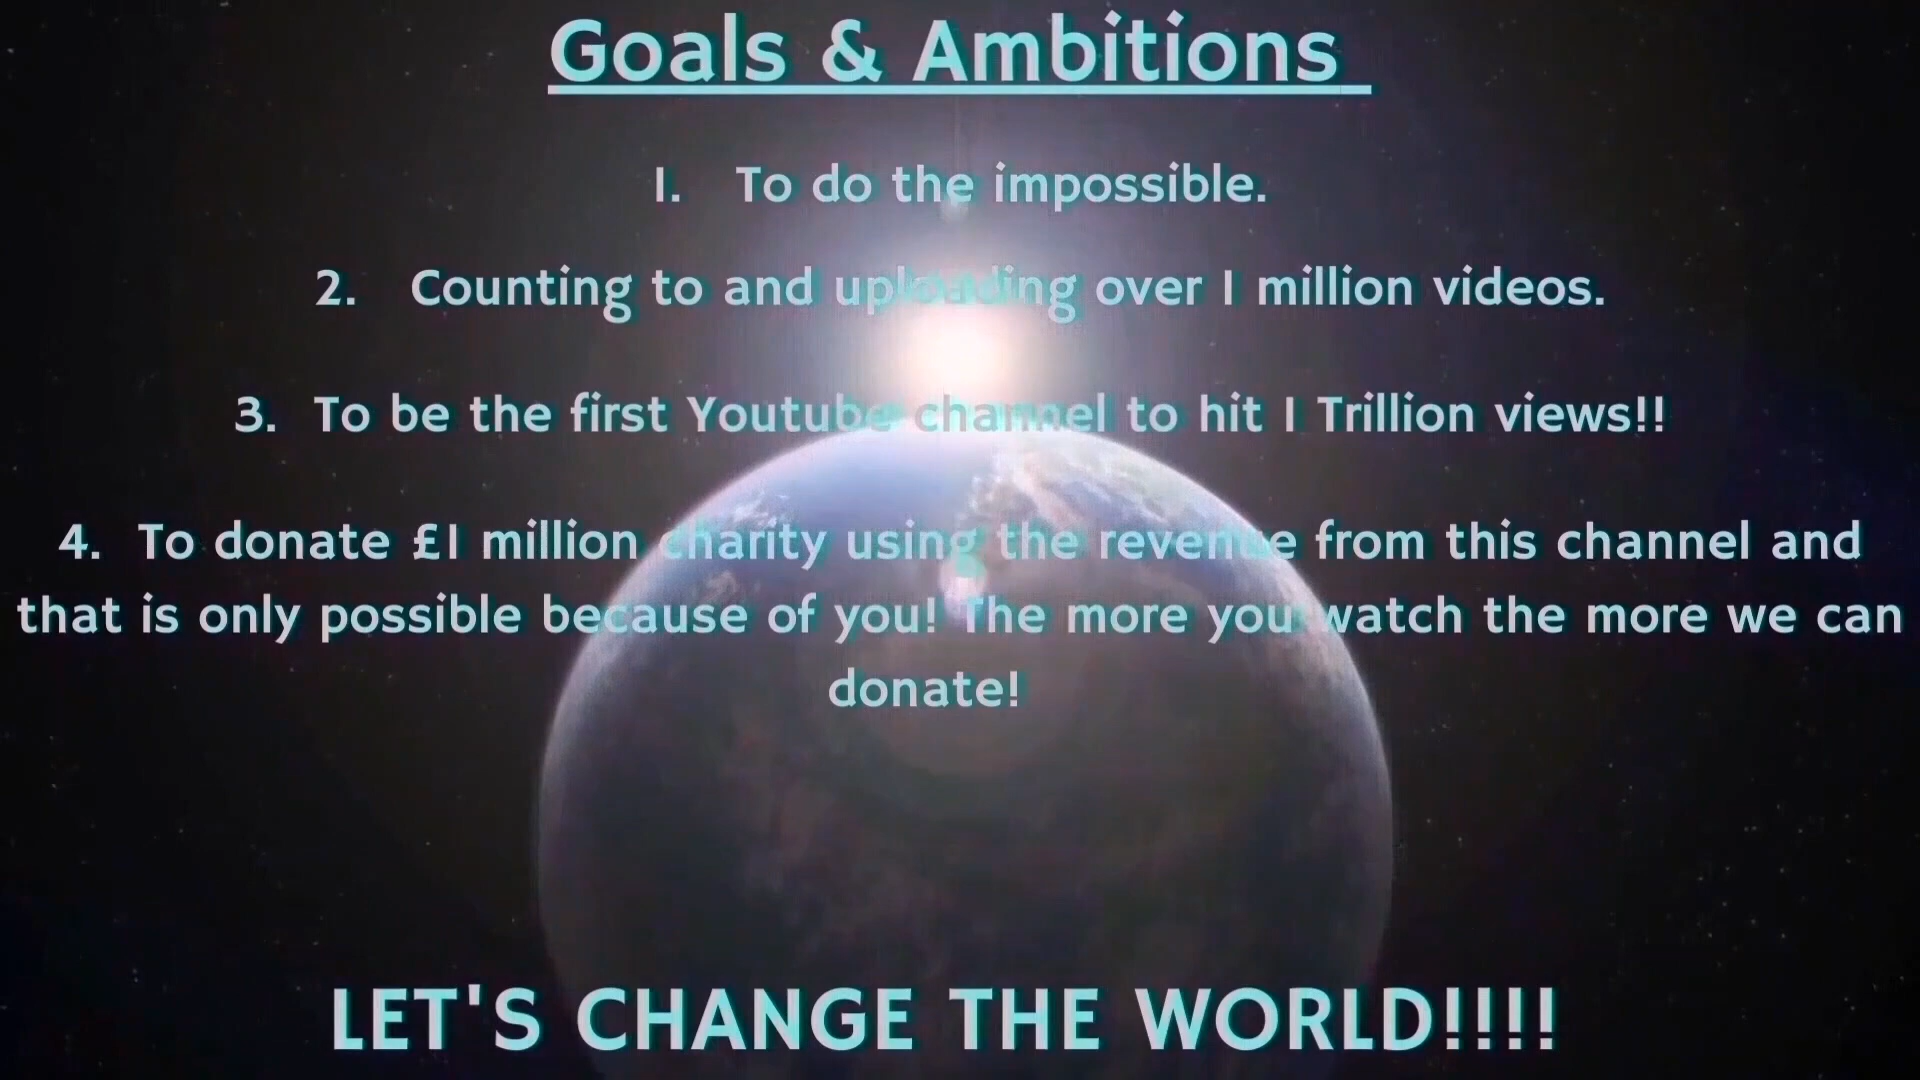 Goals & Ambitions
1. To do the impossible.
2. Counting to and uploading over 1 million videos.
3. To be the first Youtube channel to hit 1 Trillion views!!
4. To donate £1 million charity using the revenue from this channel and
that is only possible because of you! The more you watch the more we can
donate!
LET'S CHANGE THE WORLD!!!!